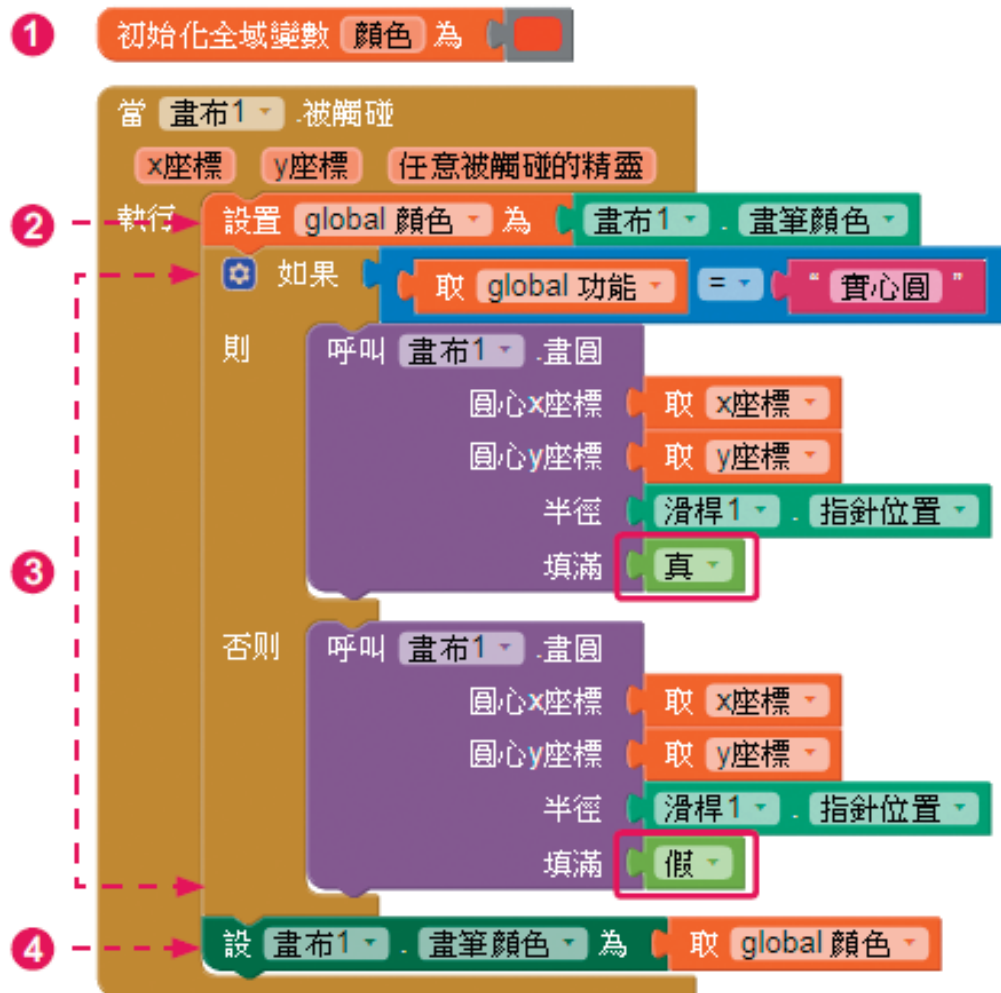 1 初始化全域變數 顏色 為
當 畫布1 .被觸碰
x座標 y座標 任意被觸碰的精靈
2 執行 設置 global 顏色 為 畫布1 . 畫筆顏色
如果 取 global 功能 = " 實心圓 "
則 呼叫 畫布1 .畫圓
圓心x座標 取 x座標
圓心y座標 取 y座標
半徑 滑桿1 . 指針位置
3 填滿 真
否則 呼叫 畫布1 .畫圓
圓心x座標 取 x座標
圓心y座標 取 y座標
半徑 滑桿1 . 指針位置
填滿 假
4 設 畫布1 . 畫筆顏色 為 取 global 顏色